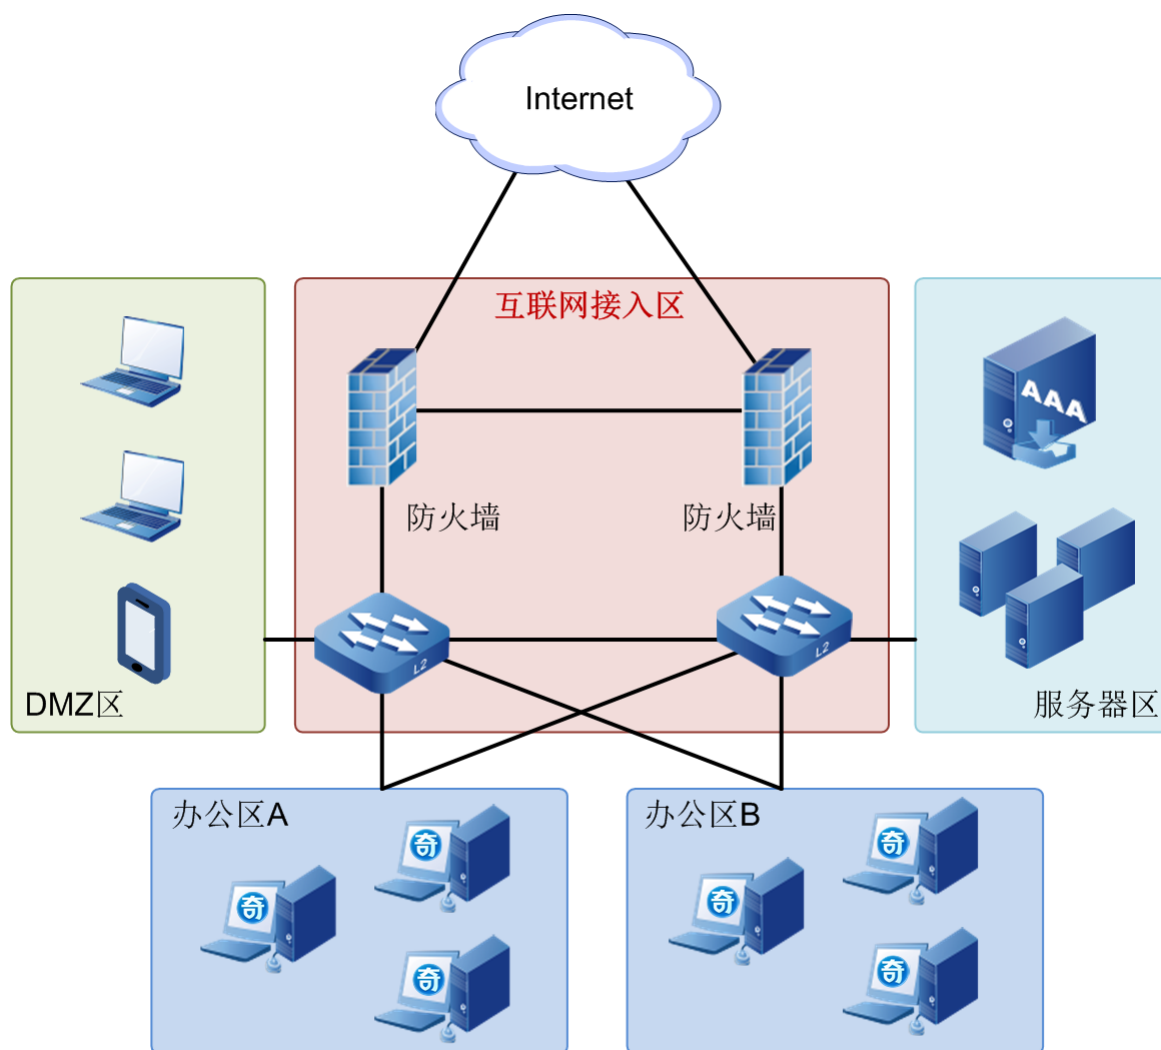 Internet
互联网接入区
AAA
防火墙
防火墙
L2
L2
DMZ区
服务器区
办公区A
办公区B
奇
奇
奇
奇
奇
奇